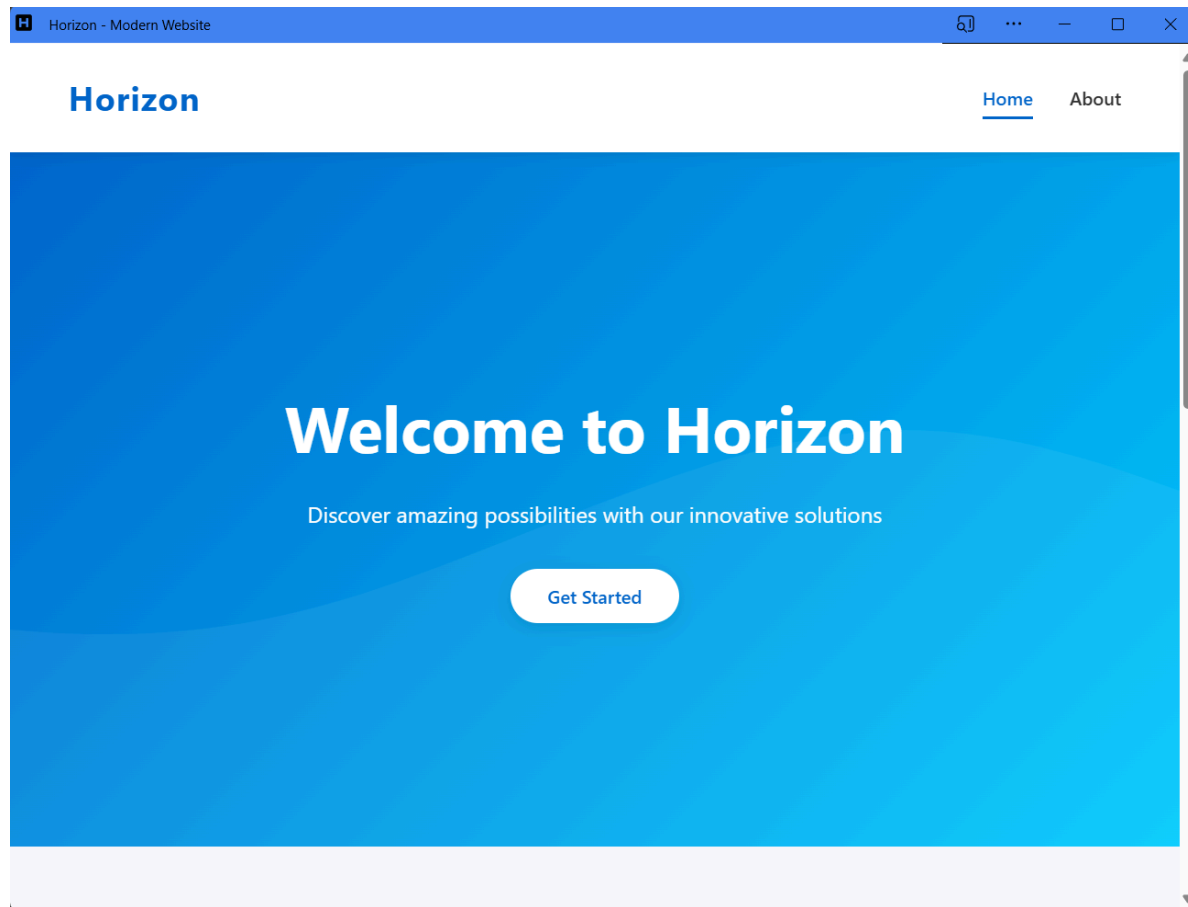 H
Horizon - Modern Website
Horizon
Home
About
Welcome to Horizon
Discover amazing possibilities with our innovative solutions
Get Started